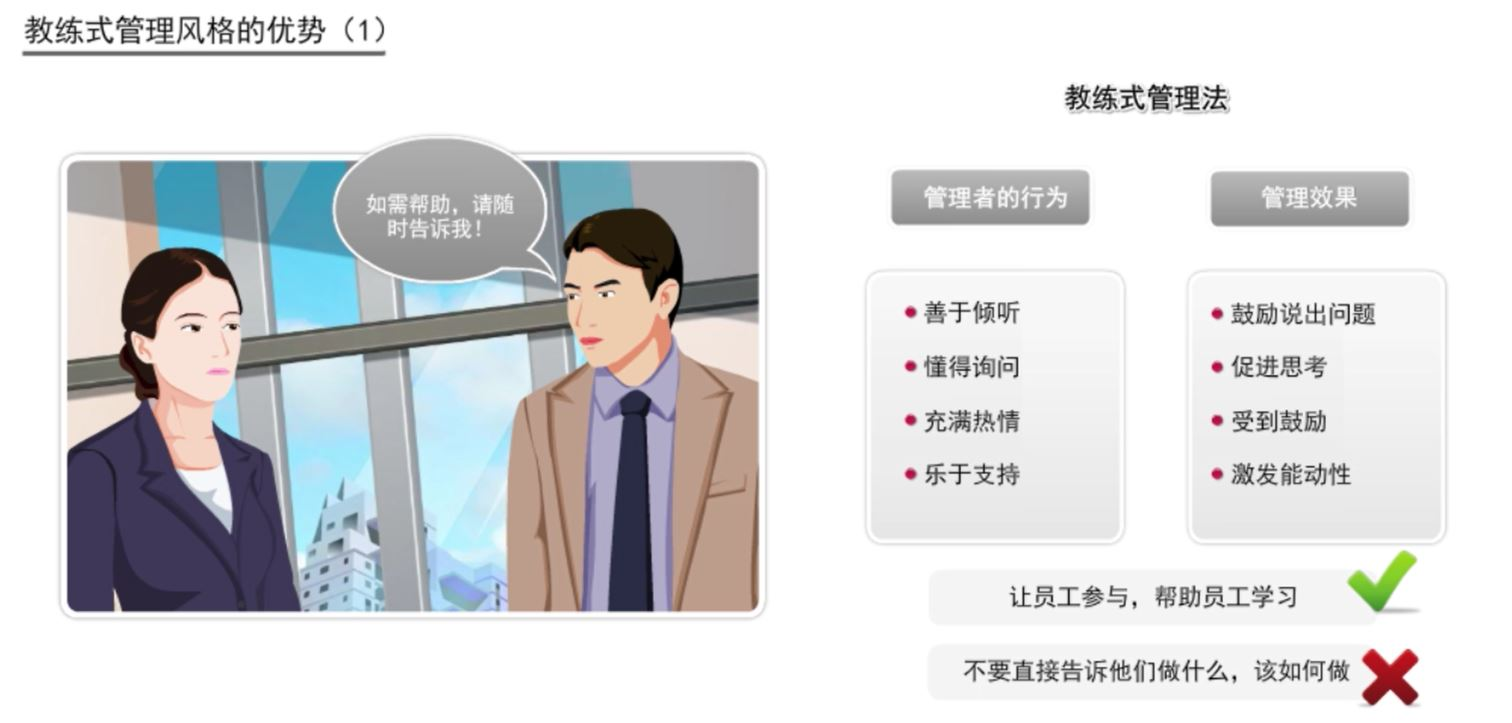 教练式管理风格的优势（1）
如需帮助，请随
时告诉我！
教练式管理法
管理者的行为
善于倾听
懂得询问
充满热情
乐于支持
管理效果
鼓励说出问题
促进思考
受到鼓励
激发能动性
让员工参与，帮助员工学习
不要直接告诉他们做什么，该如何做